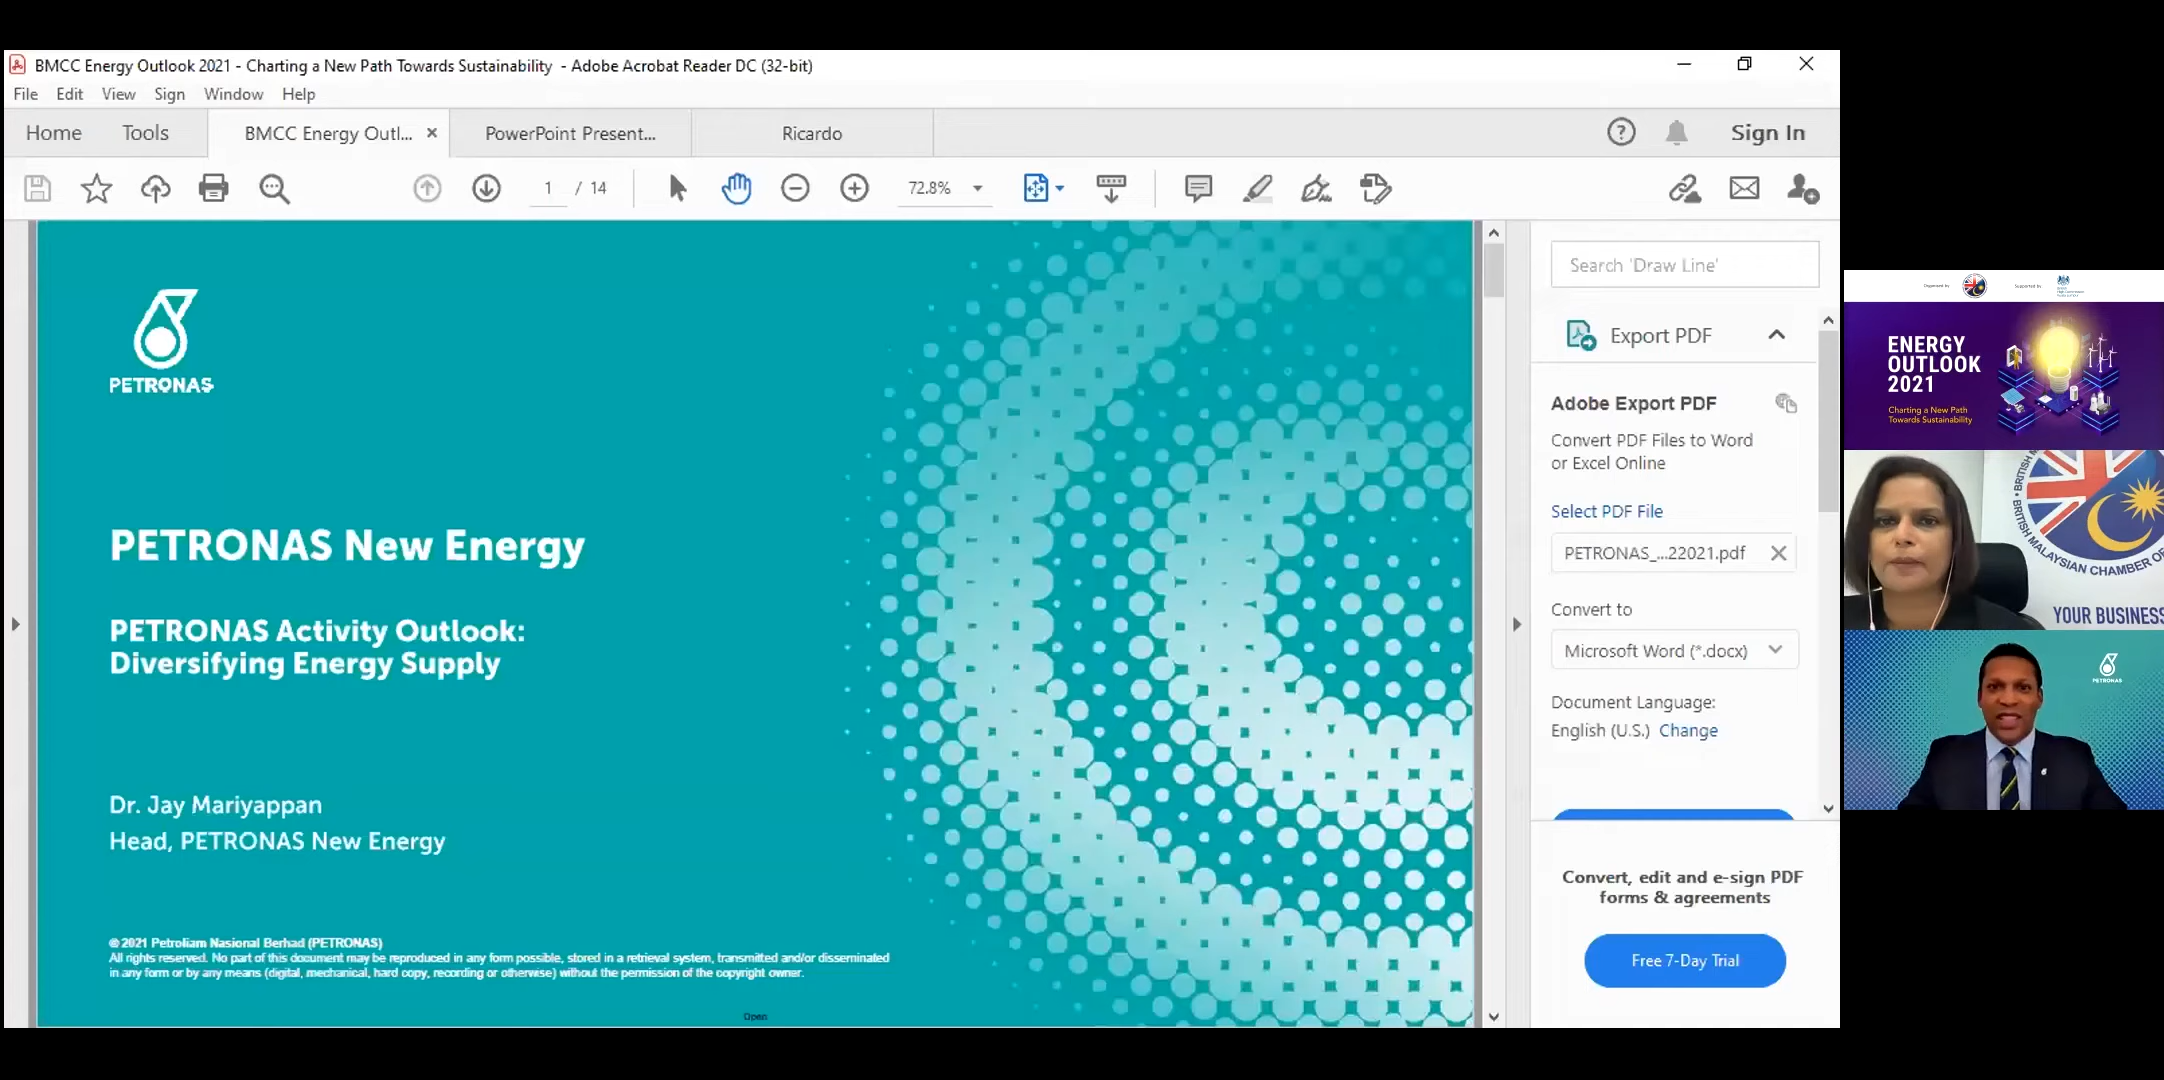 BMCC Energy Outlook 2021 - Charting a New Path Towards Sustainability - Adobe Acrobat Reader DC (32-bit)
File Edit View Sign Window Help
Home Tools BMCC Energy Outl... PowerPoint Present... Ricardo Sign In
1 / 14 72.8%
PETRONAS
PETRONAS New Energy
PETRONAS Activity Outlook:
Diversifying Energy Supply
Dr. Jay Mariyappan
Head, PETRONAS New Energy
© 2021 Petroliam Nasional Berhad (PETRONAS)
All rights reserved. No part of this document may be reproduced in any form possible, stored in a retrieval system, transmitted and/or disseminated
in any form or by any means (digital, mechanical, hard copy, recording or otherwise) without the permission of the copyright owner.
Open
Search 'Draw Line'
Export PDF
Adobe Export PDF
Convert PDF Files to Word
or Excel Online
Select PDF File
PETRONAS_...22021.pdf
Convert to
Microsoft Word (*.docx)
Document Language:
English (U.S.) Change
Convert, edit and e-sign PDF
forms & agreements
Free 7-Day Trial
Organised by
Supported by
ENERGY
OUTLOOK
2021
Charting a New Path
Towards Sustainability
BRITISH MALAYSIAN CHAMBER OF
YOUR BUSINESS
PETRONAS